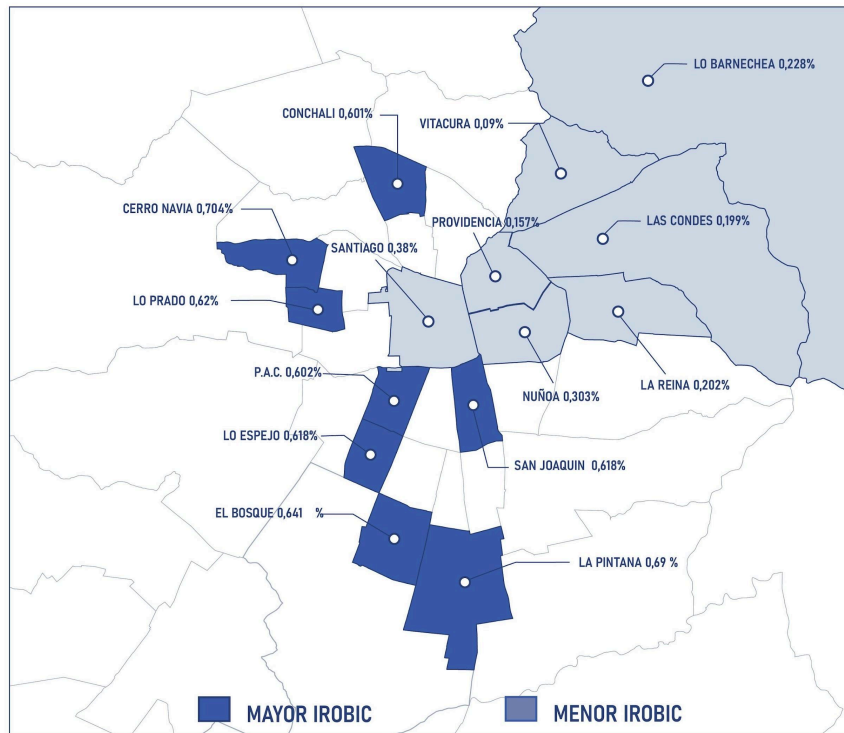 LO BARNECHEA 0,228%
CONCHALI 0,601%
VITACURA 0,09%
CERRO NAVIA 0,704%
PROVIDENCIA 0,157%
LAS CONDES 0,199%
SANTIAGO 0,38%
LO PRADO 0,62%
P.A.C. 0,602%
NUÑOA 0,303%
LA REINA 0,202%
LO ESPEJO 0,618%
SAN JOAQUIN 0,618%
EL BOSQUE 0,641 %
LA PINTANA 0,69 %
MAYOR IROBIC
MENOR IROBIC